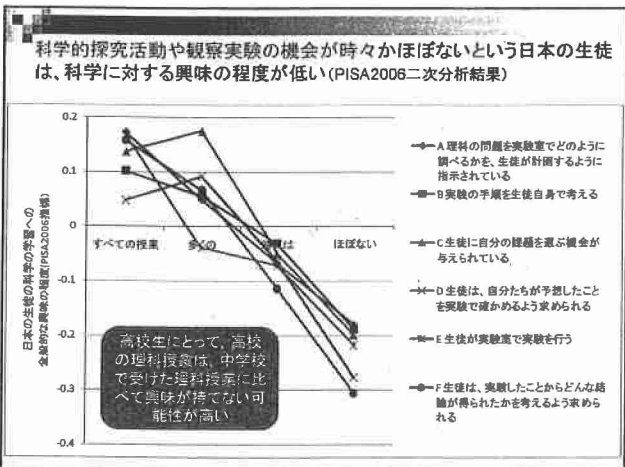 科学的探究活動や観察実験の機会が時々かほぼないという日本の生徒
は、科学に対する興味の程度が低い(PISA2006二次分析結果)
0.2
0.1
0
-0.1
-0.2
-0.3
-0.4
日本の生徒の科学の学習への
全般的な興味の程度(PISA2006指標)
すべての授業
多くの
ほぼない
高校生にとって、高校
の理科授業は、中学校
で受けた理科授業に比
べて興味が持てない可
能性が高い
A 理科の問題を実験室でどのように
調べるかを、生徒が計画するように
指示されている
B 実験の手順を生徒自身で考える
C 生徒に自分の課題を選ぶ機会が
与えられている
D 生徒は、自分たちが予想したこと
を実験で確かめるよう求められる
E 生徒が実験室で実験を行う
F 生徒は、実験したことからどんな結
論が得られたかを考えるよう求めら
れる